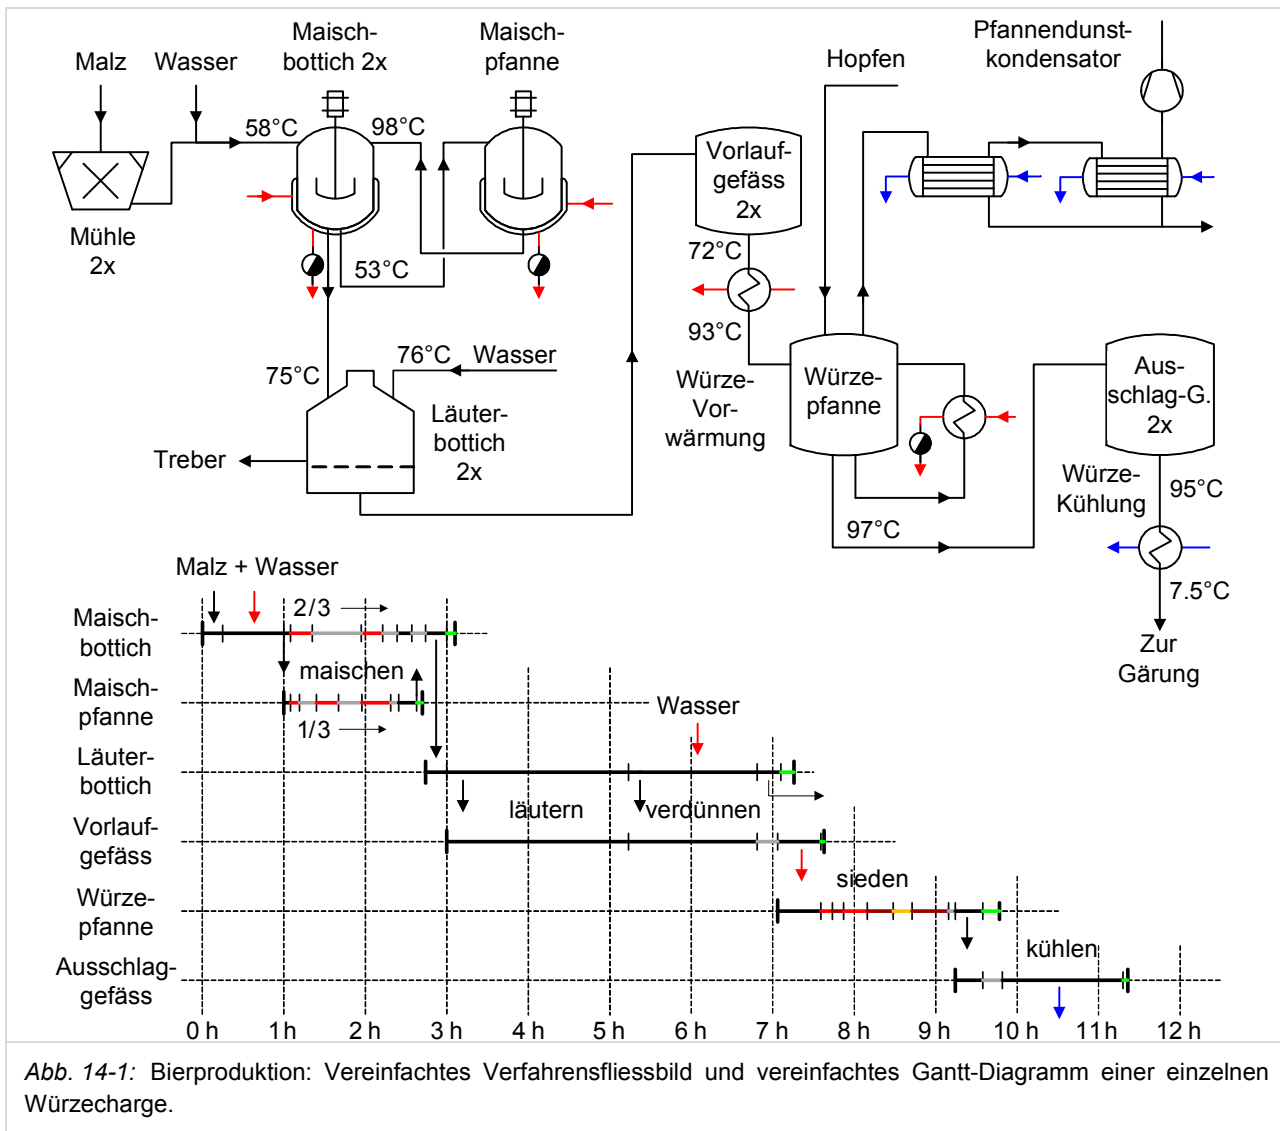 Maisch-
bottich 2x
Maisch-
pfanne
Pfannendunst-
kondensator
Malz
Wasser
Hopfen
58°C
98°C
Vorlauf-
gefäss
2x
Mühle
2x
53°C
72°C
93°C
75°C
76°C
Wasser
Läuter-
bottich
2x
Treber
Würze-
Vor-
wärmung
Würze-
pfanne
Aus-
schlag-G.
2x
Würze-
Kühlung
95°C
97°C
7.5°C
Zur
Gärung
Malz + Wasser
Maisch-
bottich
2/3
maischen
Maisch-
pfanne
1/3
Wasser
Läuter-
bottich
läutern
verdünnen
Vorlauf-
gefäss
sieden
Würze-
pfanne
kühlen
Ausschlag-
gefäss
0 h 1 h 2 h 3 h 4 h 5 h 6 h 7 h 8 h 9 h 10 h 11 h 12 h
Abb. 14-1: Bierproduktion: Vereinfachtes Verfahrensfliessbild und vereinfachtes Gantt-Diagramm einer einzelnen
Würzecharge.